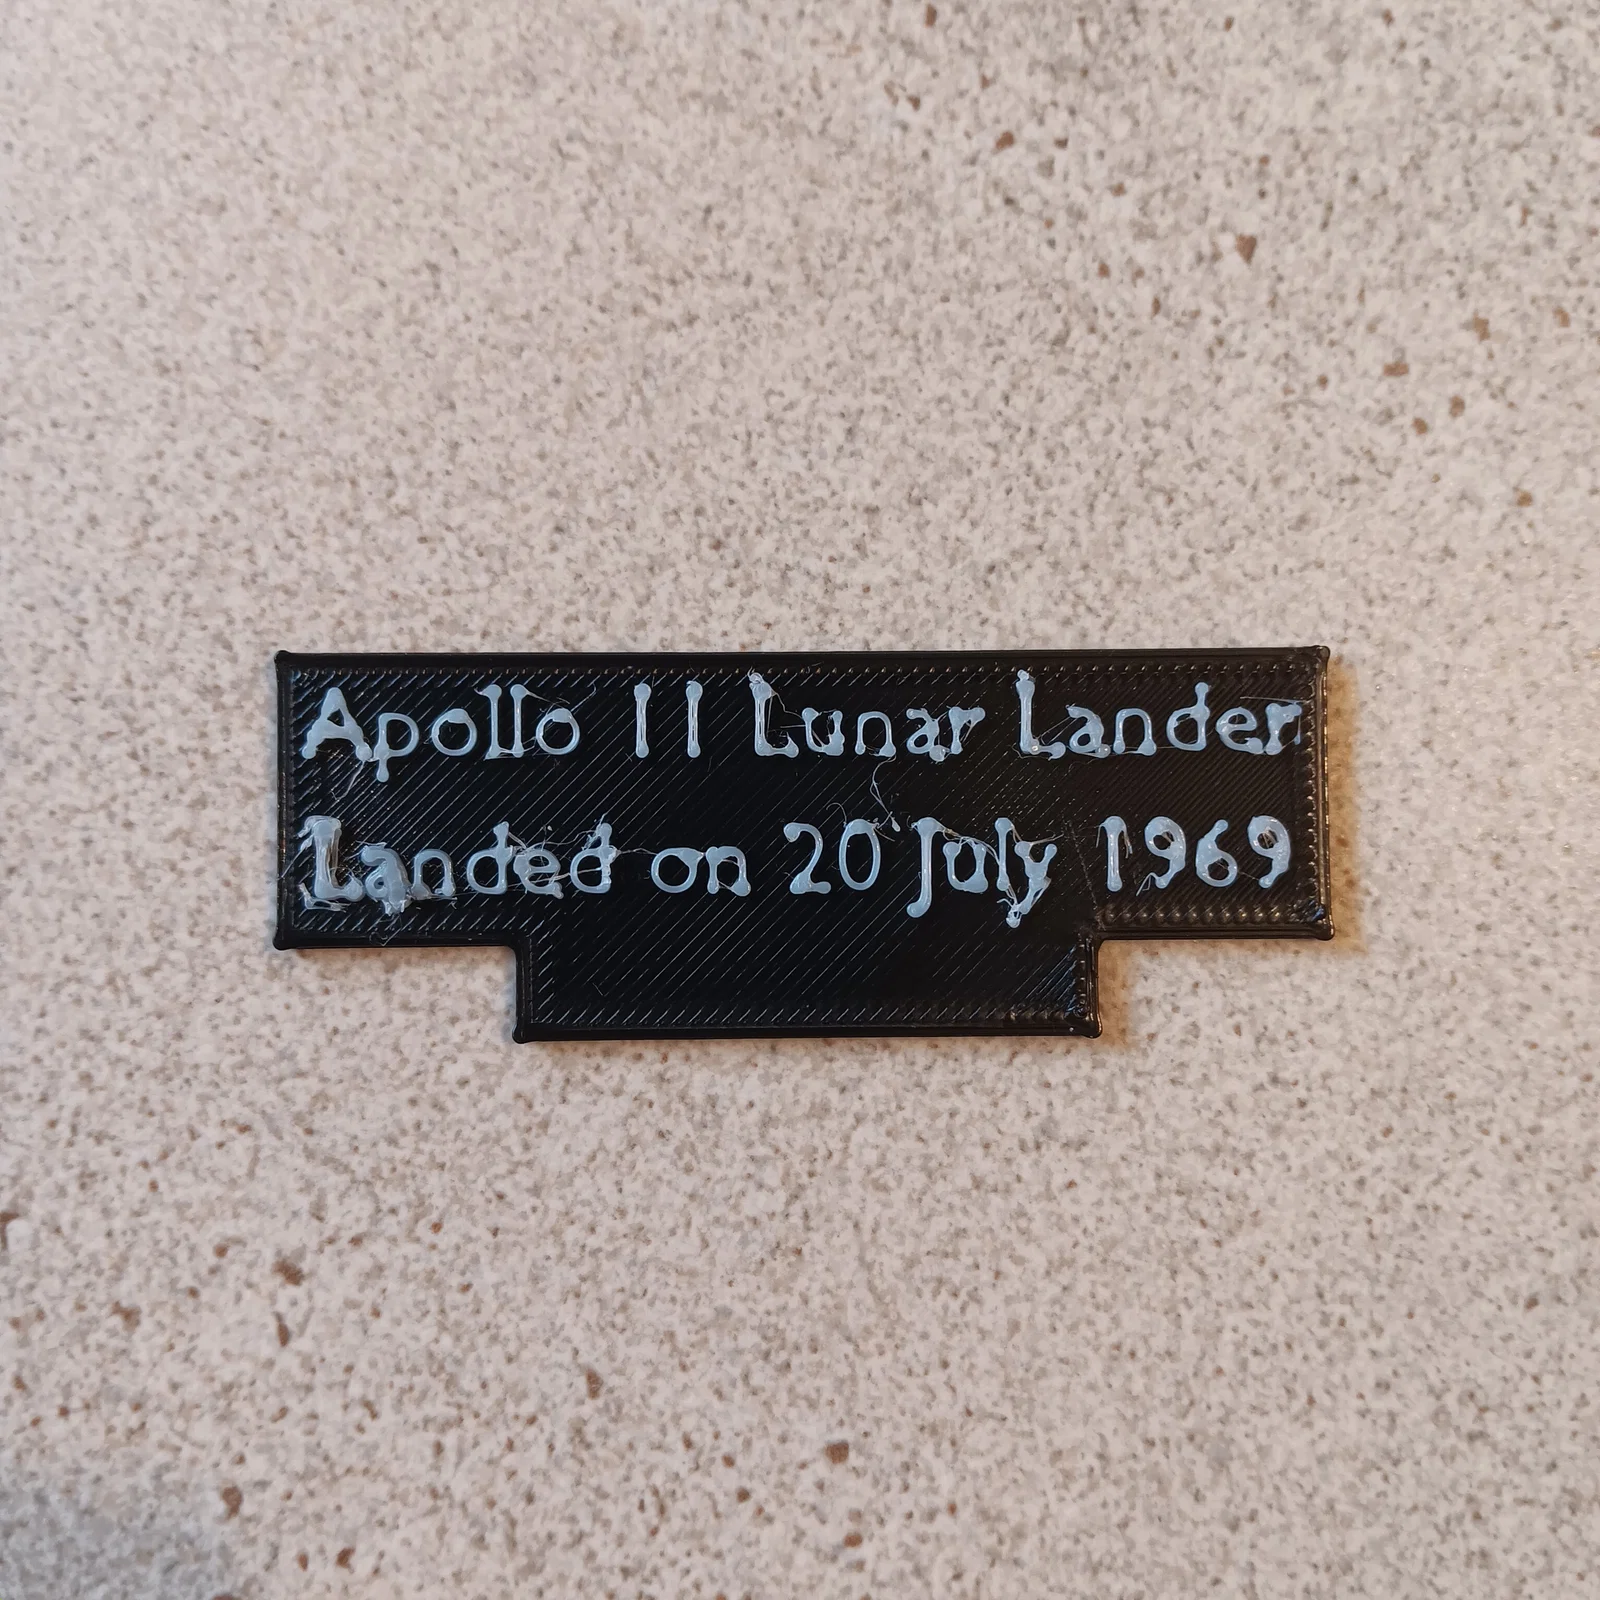 Apollo 11 Lunar Lander
Landed on 20 July 1969